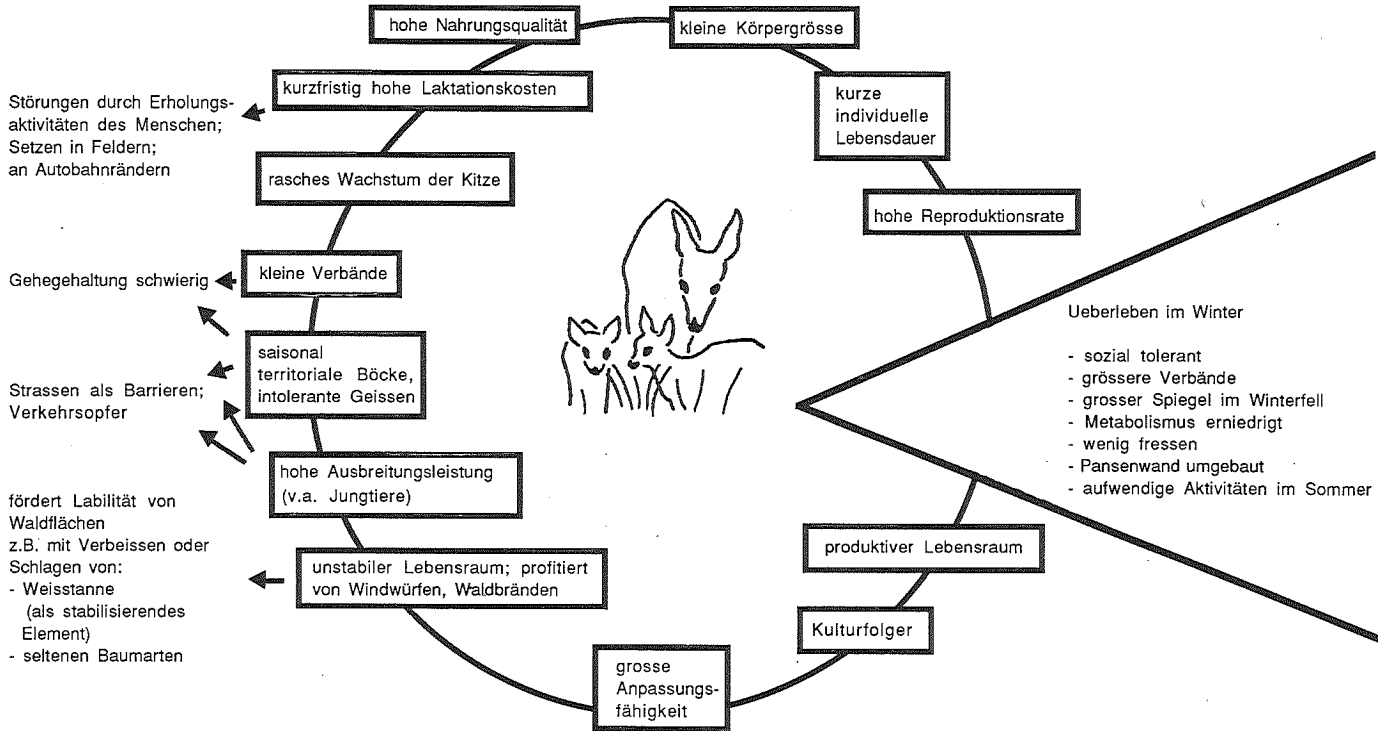 hohe Nahrungsqualität
kleine Körpergrösse
kurzfristig hohe Laktationskosten
kurze
individuelle
Lebensdauer
Störungen durch Erholungs-
aktivitäten des Menschen;
Setzen in Feldern;
an Autobahnrändern
rasches Wachstum der Kitze
hohe Reproduktionsrate
kleine Verbände
Gehegehaltung schwierig
saisonal
territoriale Böcke,
intolerante Geissen
Strassen als Barrieren;
Verkehrsopfer
Ueberleben im Winter
- sozial tolerant
- grössere Verbände
- grosser Spiegel im Winterfell
- Metabolismus erniedrigt
- wenig fressen
- Pansenwand umgebaut
- aufwendige Aktivitäten im Sommer
hohe Ausbreitungsleistung
(v.a. Jungtiere)
fördert Labilität von
Waldflächen
z.B. mit Verbeissen oder
Schlagen von:
- Weisstanne
(als stabilisierendes
Element)
- seltenen Baumarten
unstabiler Lebensraum; profitiert
von Windwürfen, Waldbränden
produktiver Lebensraum
Kulturfolger
grosse
Anpassungs-
fähigkeit